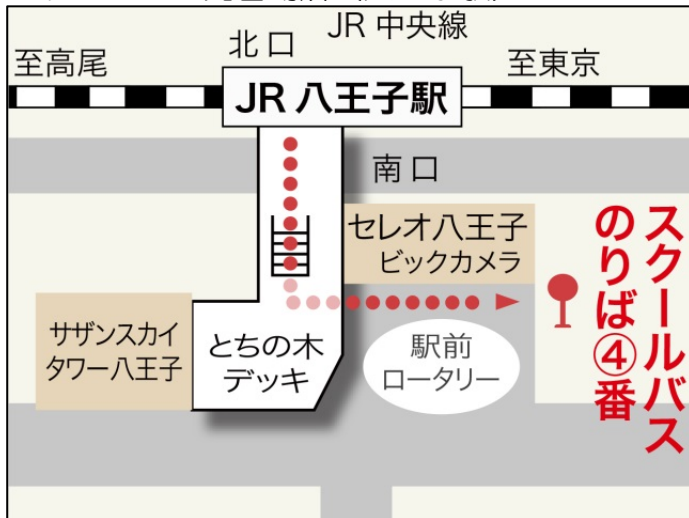 北口
JR 中央線
至高尾
至東京
JR 八王子駅
南口
セレオ八王子
ビックカメラ
スクールバス
のりば④番
サザンスカイ
タワー八王子
とちの木
デッキ
駅前
ロータリー